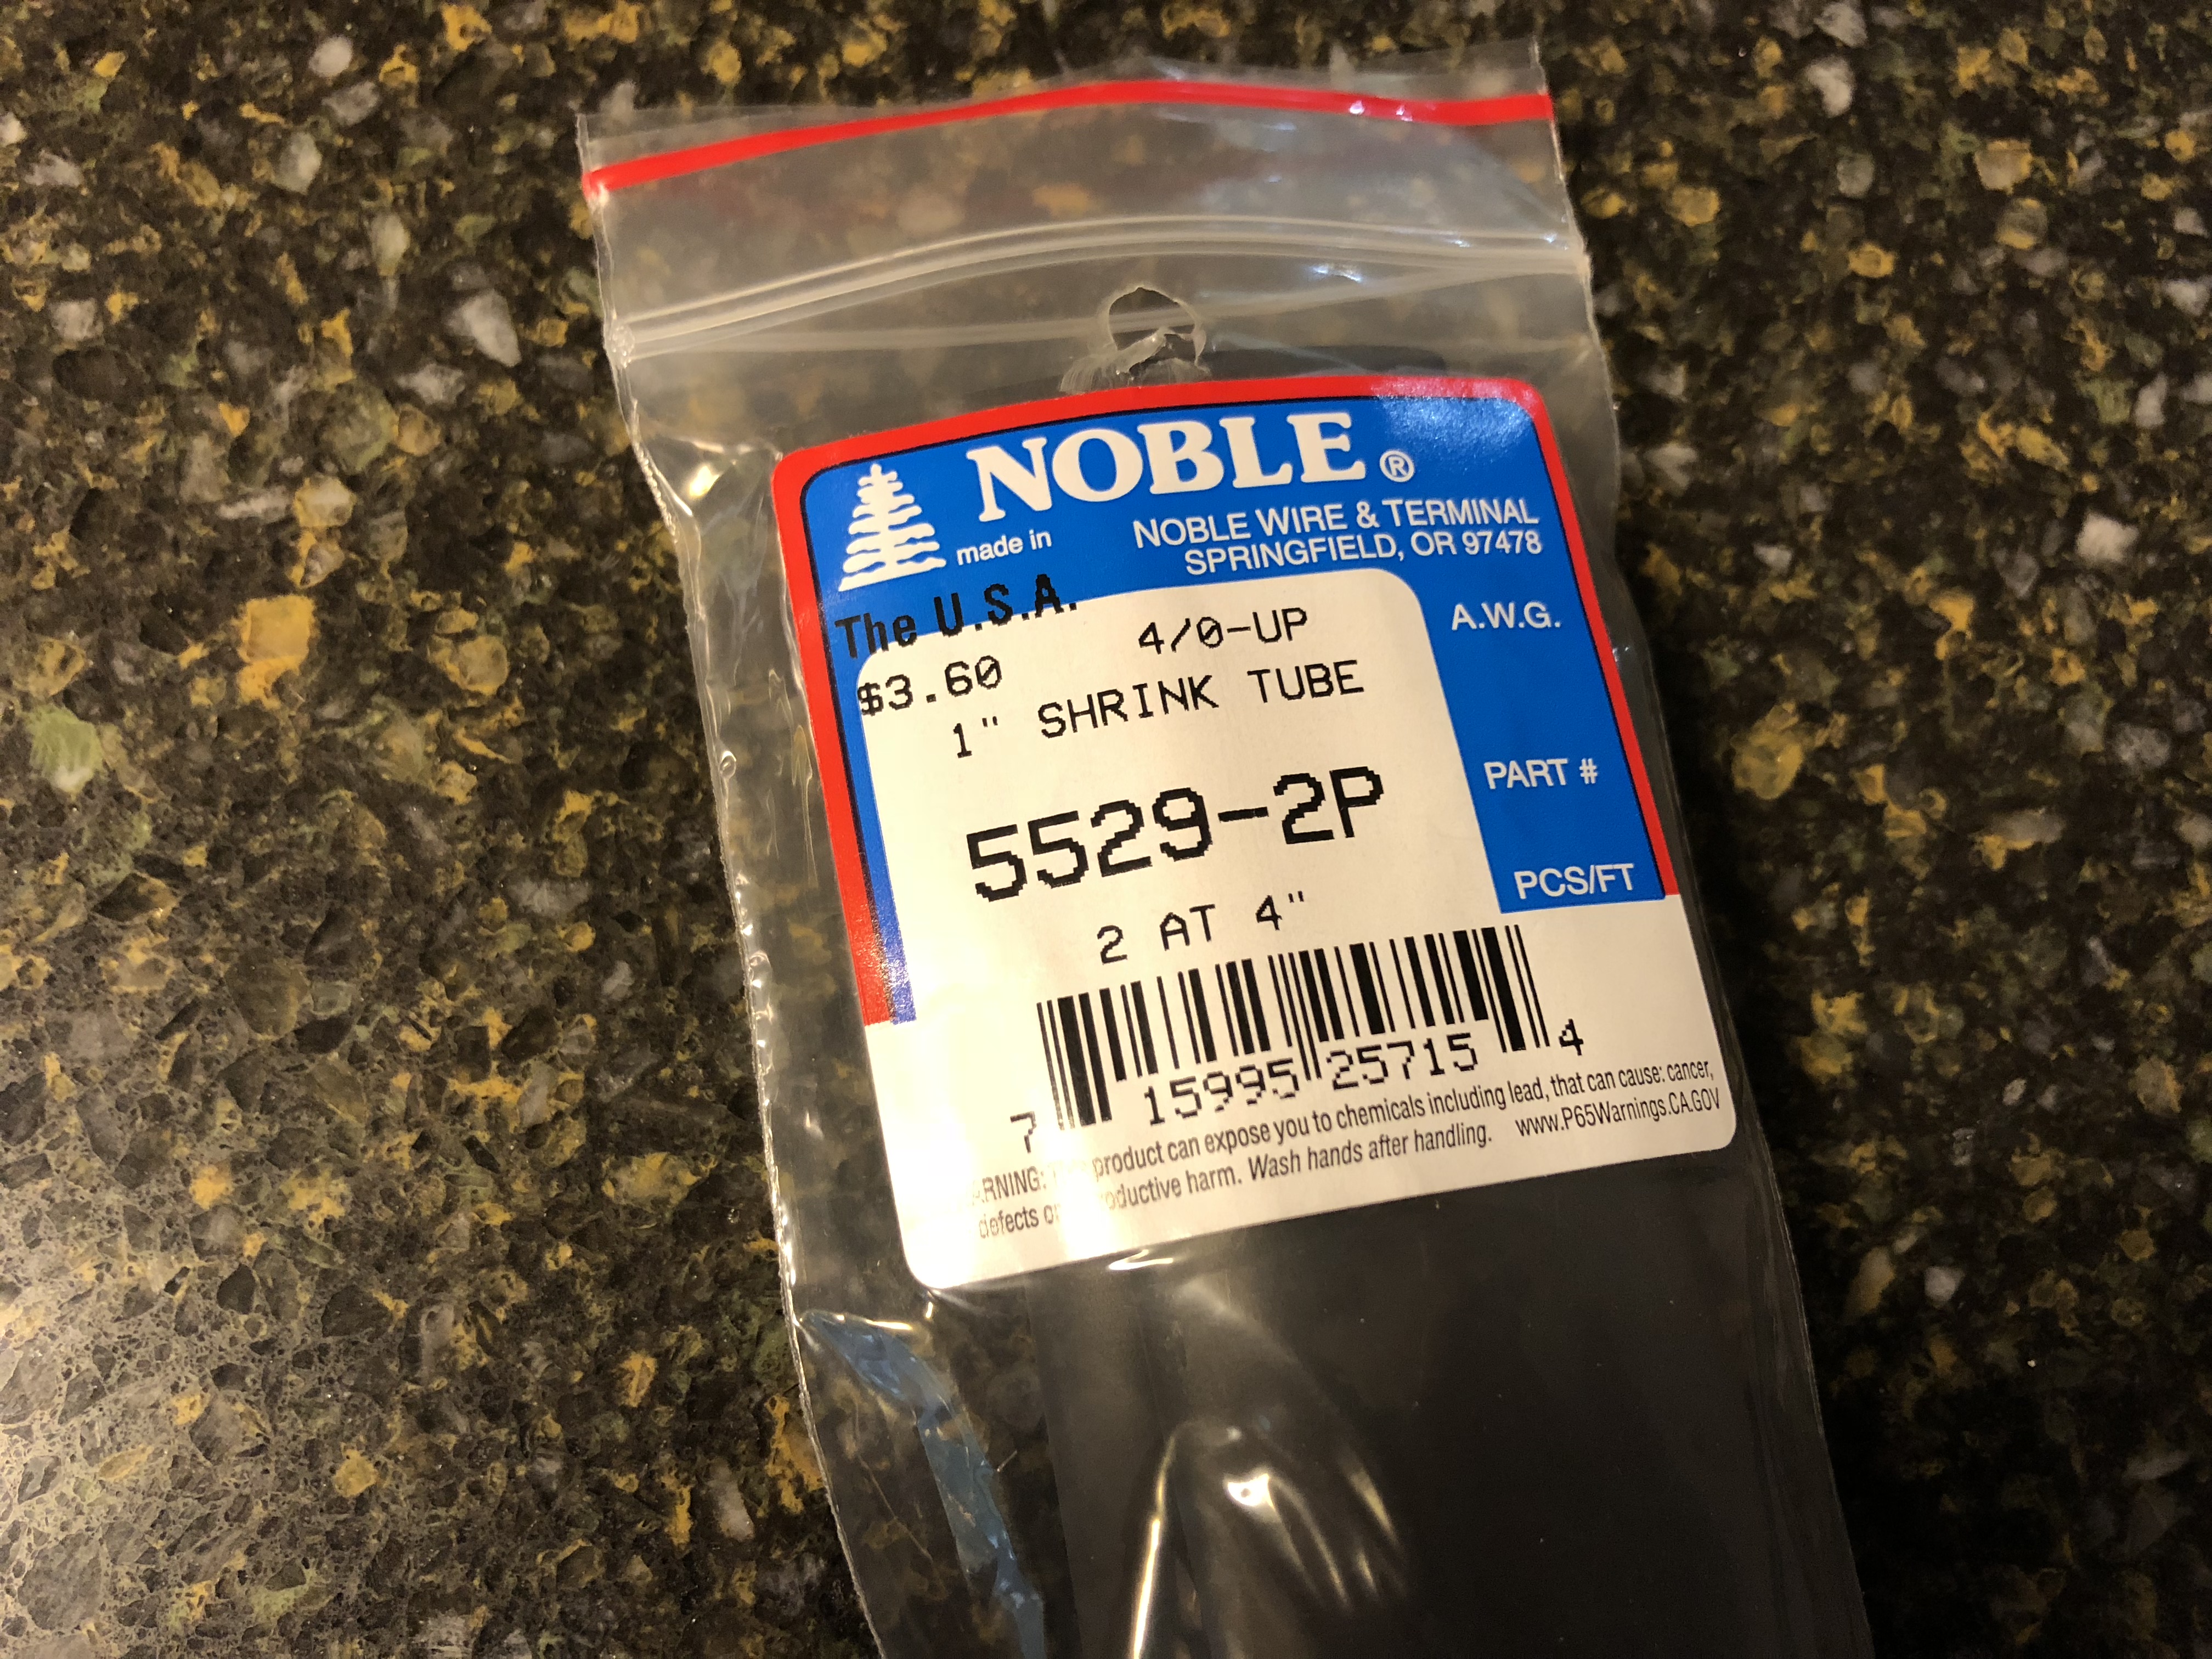 NOBLE®
made in
NOBLE WIRE & TERMINAL
SPRINGFIELD, OR 97478
The U.S.A.
4/0-UP
A.W.G.
$3.60
1" SHRINK TUBE
5529-2P
PART #
2 AT 4"
PCS/FT
7 15995 25715 4
product can expose you to chemicals including lead, that can cause: cancer,
defects harm. Wash hands after handling. www.P65Warnings.CA.GOV